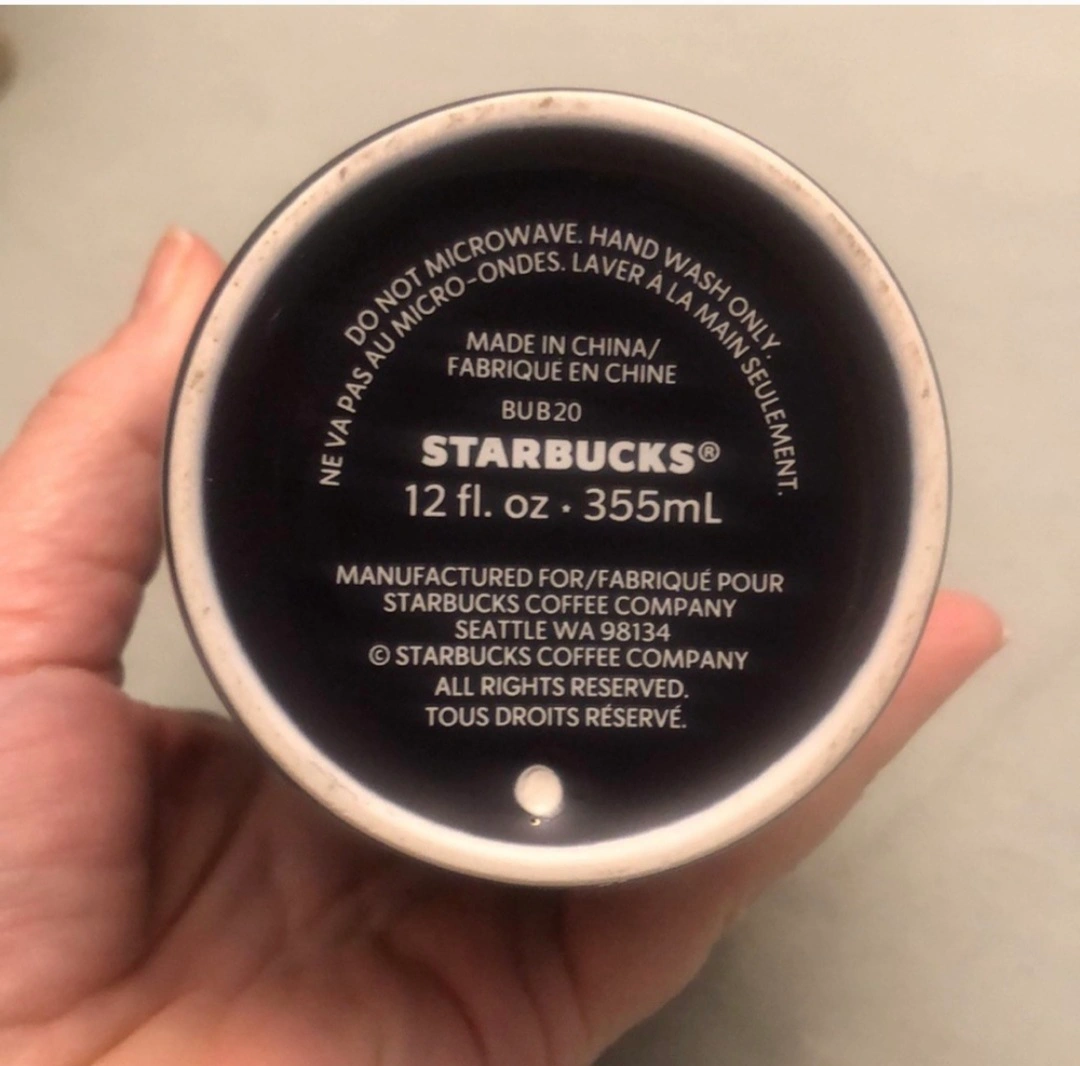 DO NOT MICROWAVE. HAND WASH ONLY.
NE VA PAS AU MICRO-ONDES. LAVER À LA MAIN SEULEMENT.
MADE IN CHINA/
FABRIQUE EN CHINE
BUB20
STARBUCKS®
12 fl. oz · 355mL
MANUFACTURED FOR/FABRIQUÉ POUR
STARBUCKS COFFEE COMPANY
SEATTLE WA 98134
© STARBUCKS COFFEE COMPANY
ALL RIGHTS RESERVED.
TOUS DROITS RÉSERVÉ.